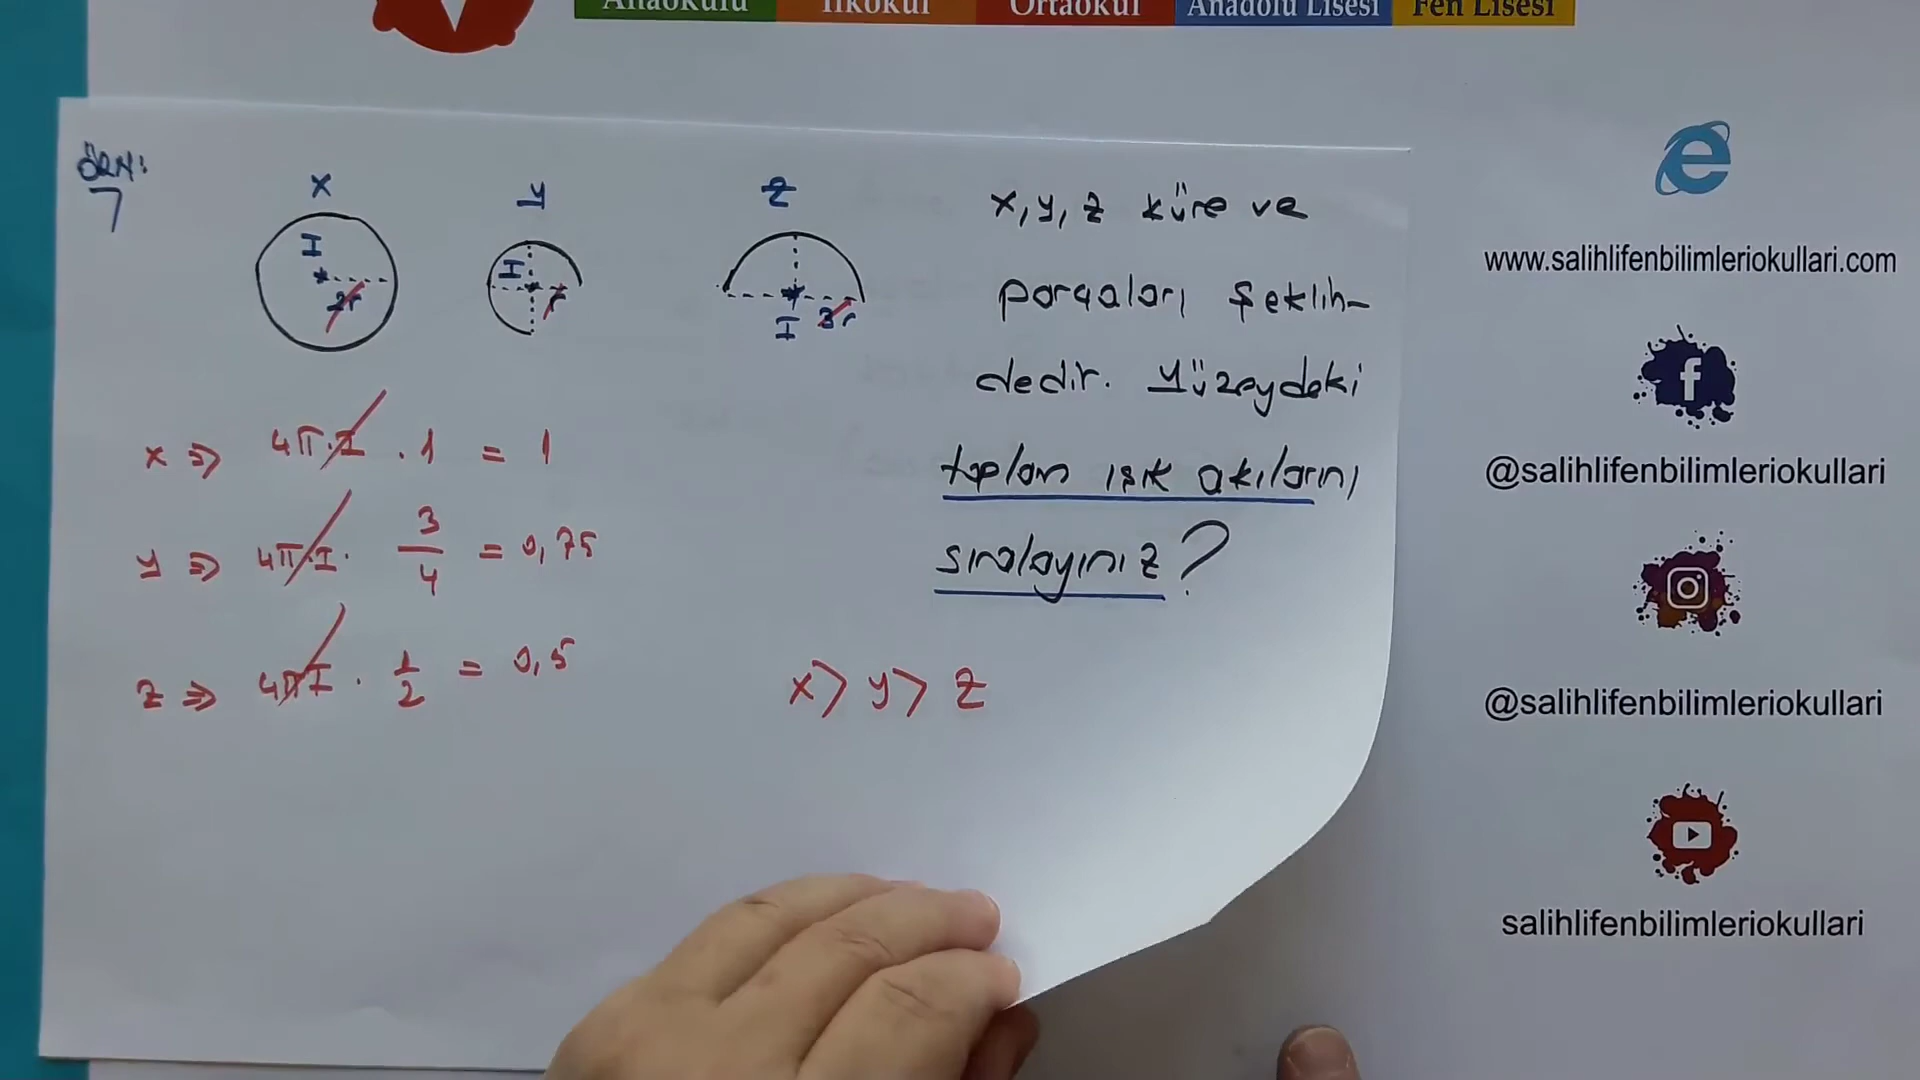 Anaokulu İlkokul Ortaokul Anadolu Lisesi Fen Lisesi
ÖRN:
7
X
y
z
I
2r
I
r
I
3r
x, y, z küre ve
parçaları şeklin-
dedir. Yüzeydeki
toplam ışık akılarını
sıralayınız?
x ⇒ 4π.I . 1 = 1
y ⇒ 4π.I . 3/4 = 0,75
z ⇒ 4πI . 1/2 = 0,5
x > y > z
www.salihlifenbilimleriokullari.com
@salihlifenbilimleriokullari
@salihlifenbilimleriokullari
salihlifenbilimleriokullari